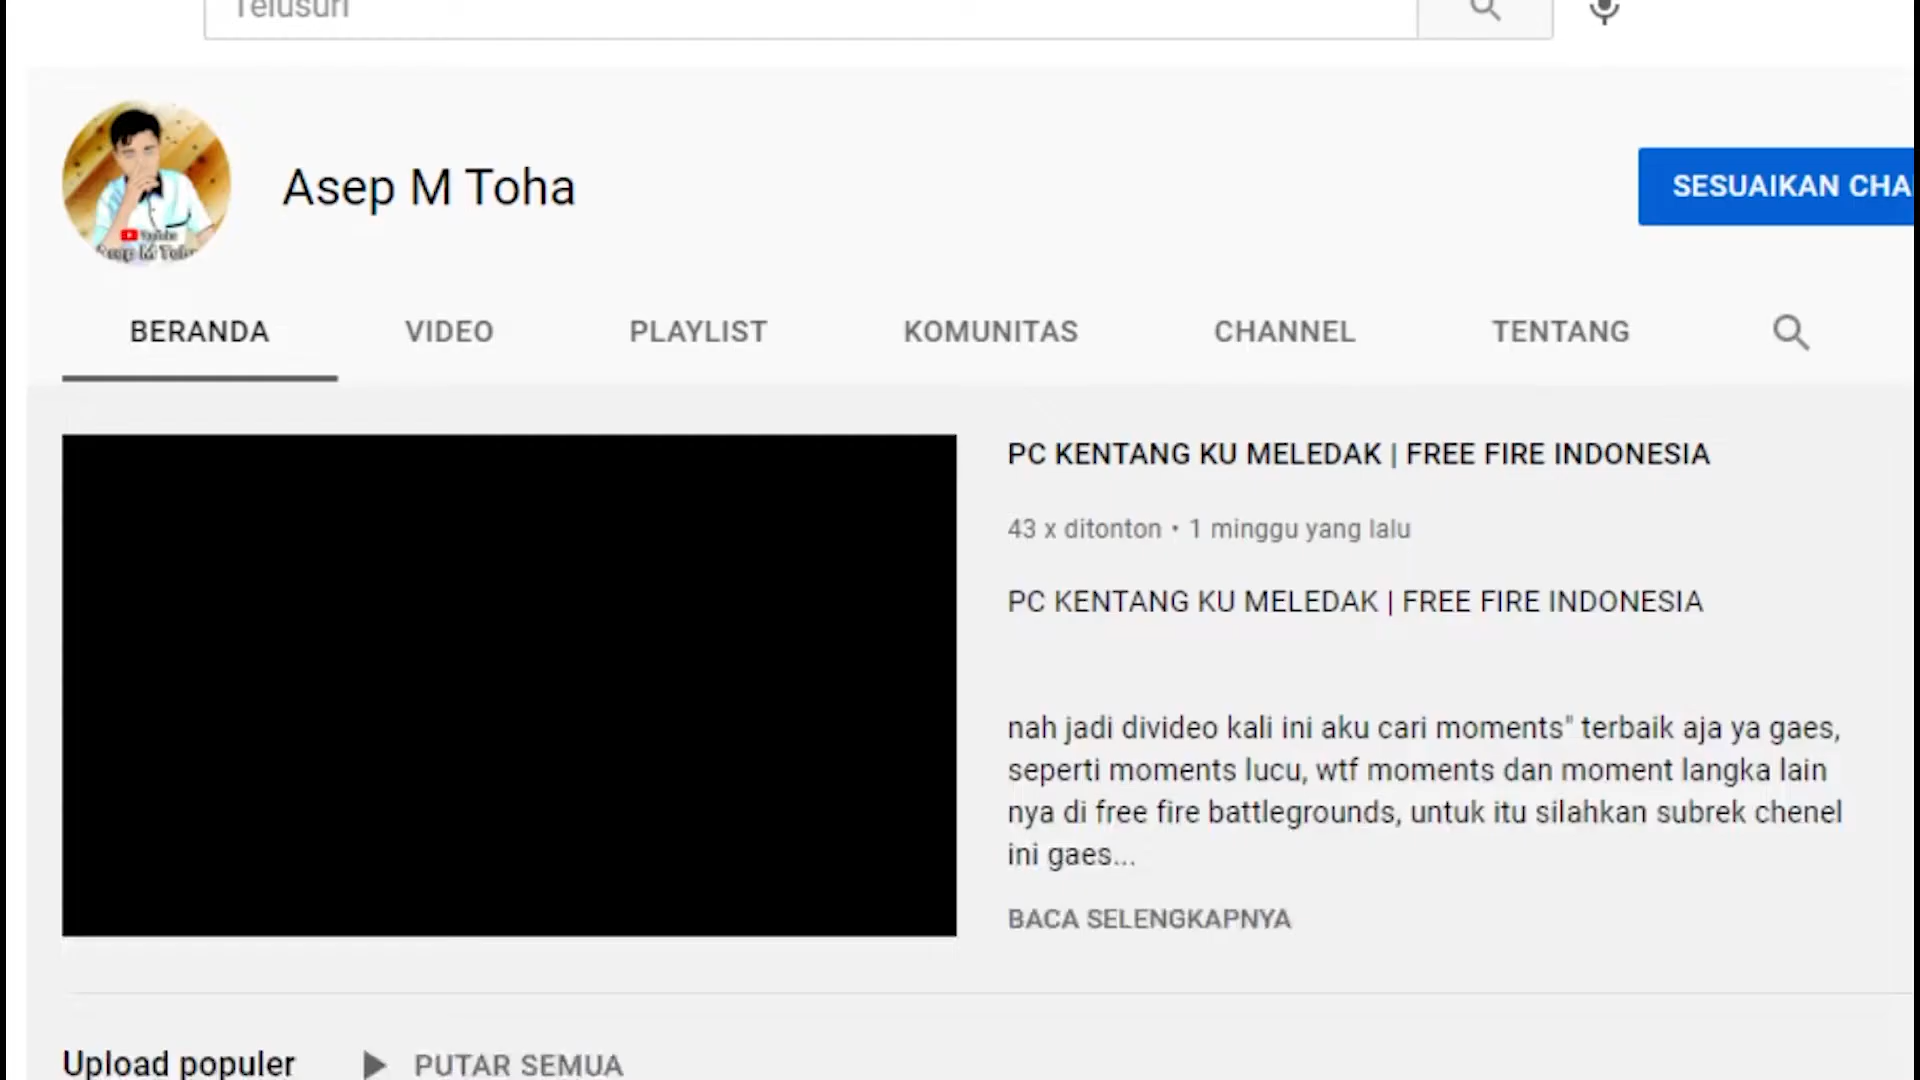 Telusuri
Asep M Toha
YouTube
Asep M Toha
SESUAIKAN CHA
BERANDA
VIDEO
PLAYLIST
KOMUNITAS
CHANNEL
TENTANG
PC KENTANG KU MELEDAK | FREE FIRE INDONESIA
43 x ditonton • 1 minggu yang lalu
PC KENTANG KU MELEDAK | FREE FIRE INDONESIA
nah jadi divideo kali ini aku cari moments" terbaik aja ya gaes,
seperti moments lucu, wtf moments dan moment langka lain
nya di free fire battlegrounds, untuk itu silahkan subrek chenel
ini gaes...
BACA SELENGKAPNYA
Upload populer
PUTAR SEMUA